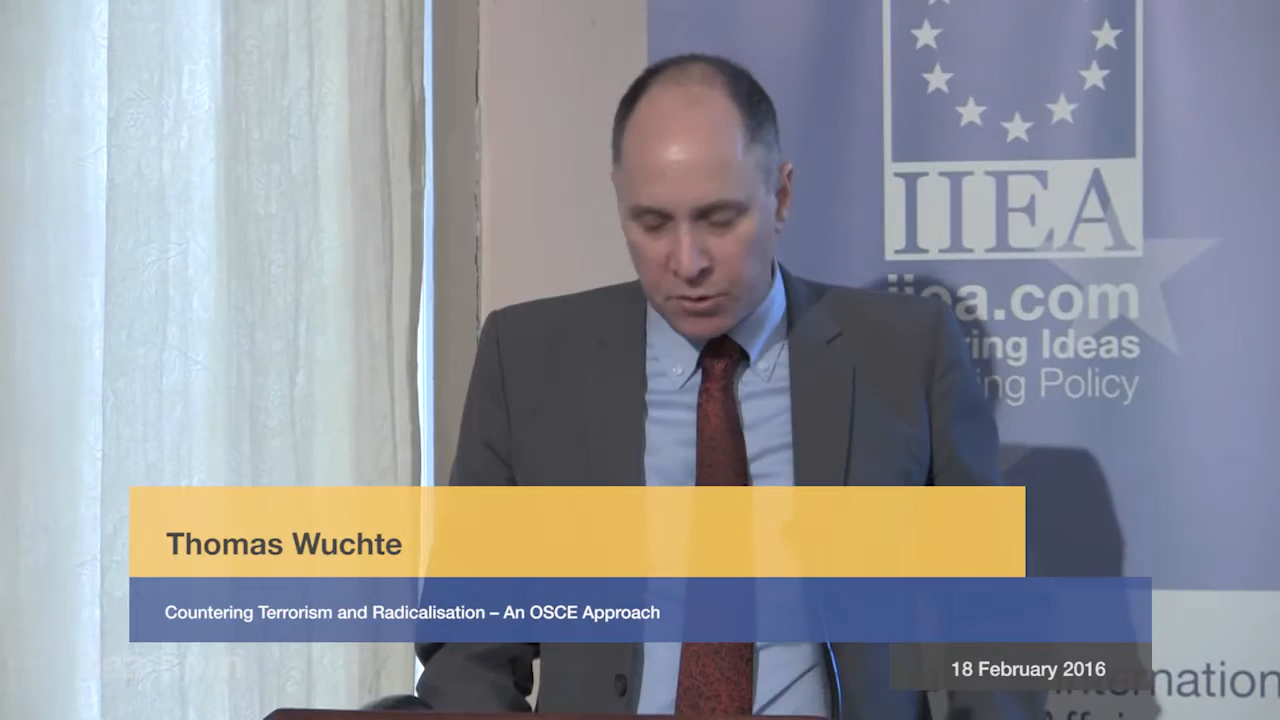 IIEA
iiea.com
ring Ideas
ing Policy
Thomas Wuchte
Countering Terrorism and Radicalisation – An OSCE Approach
18 February 2016